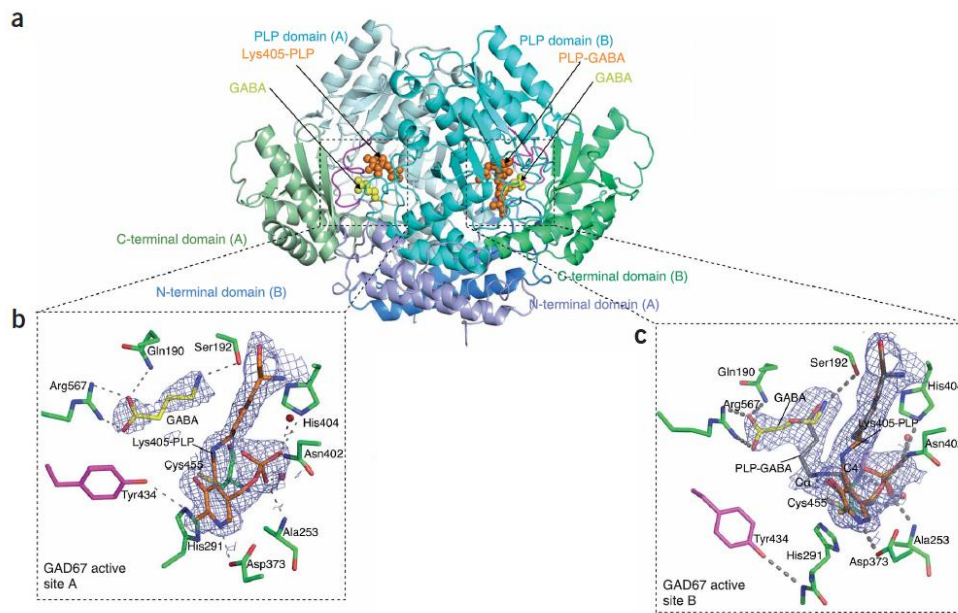 a
PLP domain (A)
Lys405-PLP
GABA
PLP domain (B)
PLP-GABA
GABA
C-terminal domain (A)
N-terminal domain (B)
C-terminal domain (B)
N-terminal domain (A)
b
Gln190
Ser192
Arg567
GABA
His404
Lys405-PLP
Cys455
Asn402
Tyr434
Ala253
His291
Asp373
GAD67 active
site A
c
Ser192
Gln190
GABA
His404
Arg567
Lys405-PLP
Asn402
PLP-GABA
C4'
Cys455
Tyr434
His291
Asp373
Ala253
GAD67 active
site B